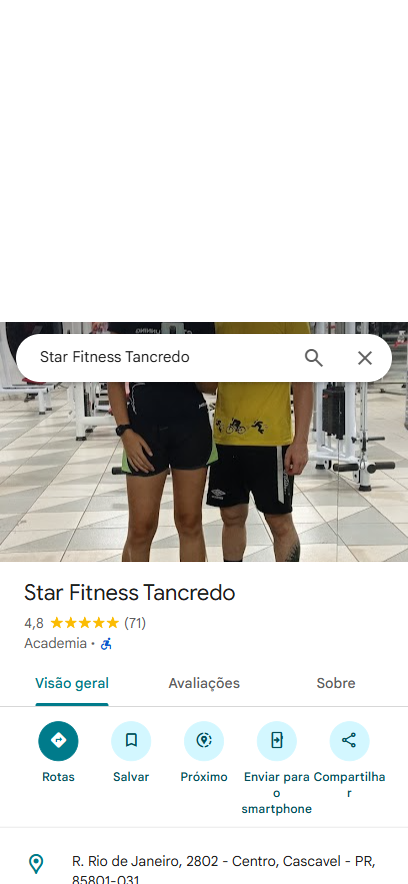 Star Fitness Tancredo
Star Fitness Tancredo
4,8 (71)
Academia ·
Visão geral Avaliações Sobre
Rotas Salvar Próximo Enviar para Compartilha
o r
smartphone
R. Rio de Janeiro, 2802 - Centro, Cascavel - PR,
85801-031